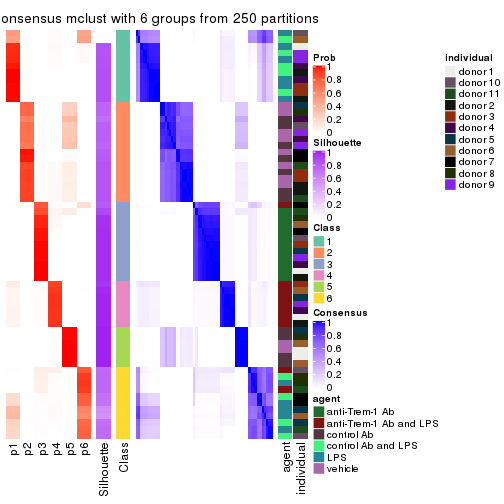 onsensus mclust with 6 groups from 250 partitions
Prob
1
0.8
0.6
0.4
0.2
0
Silhouette
1
0.8
0.6
0.4
0.2
0
Class
1
2
3
4
5
6
Consensus
1
0.8
0.6
0.4
0.2
0
agent
anti-Trem-1 Ab
anti-Trem-1 Ab and LPS
control Ab
control Ab and LPS
LPS
vehicle
individual
donor 1
donor 10
donor 11
donor 2
donor 3
donor 4
donor 5
donor 6
donor 7
donor 8
donor 9
p1
p2
p3
p4
p5
p6
Silhouette
Class
agent
individual